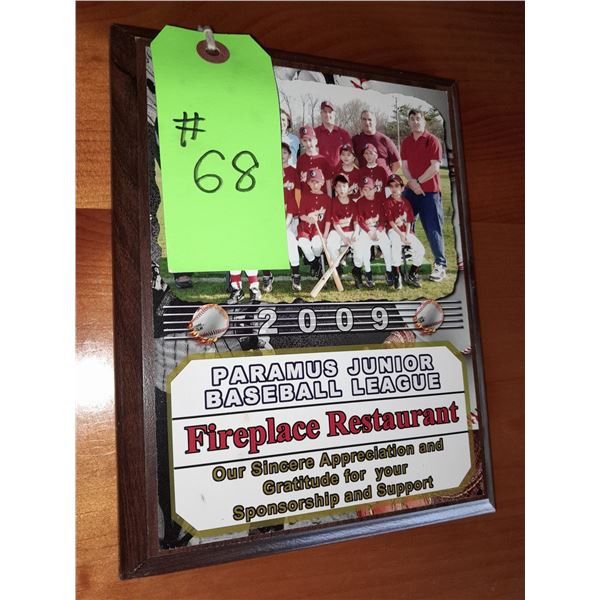 #
68
2009
PARAMUS JUNIOR
BASEBALL LEAGUE
Fireplace Restaurant
Our Sincere Appreciation and
Gratitude for your
Sponsorship and Support